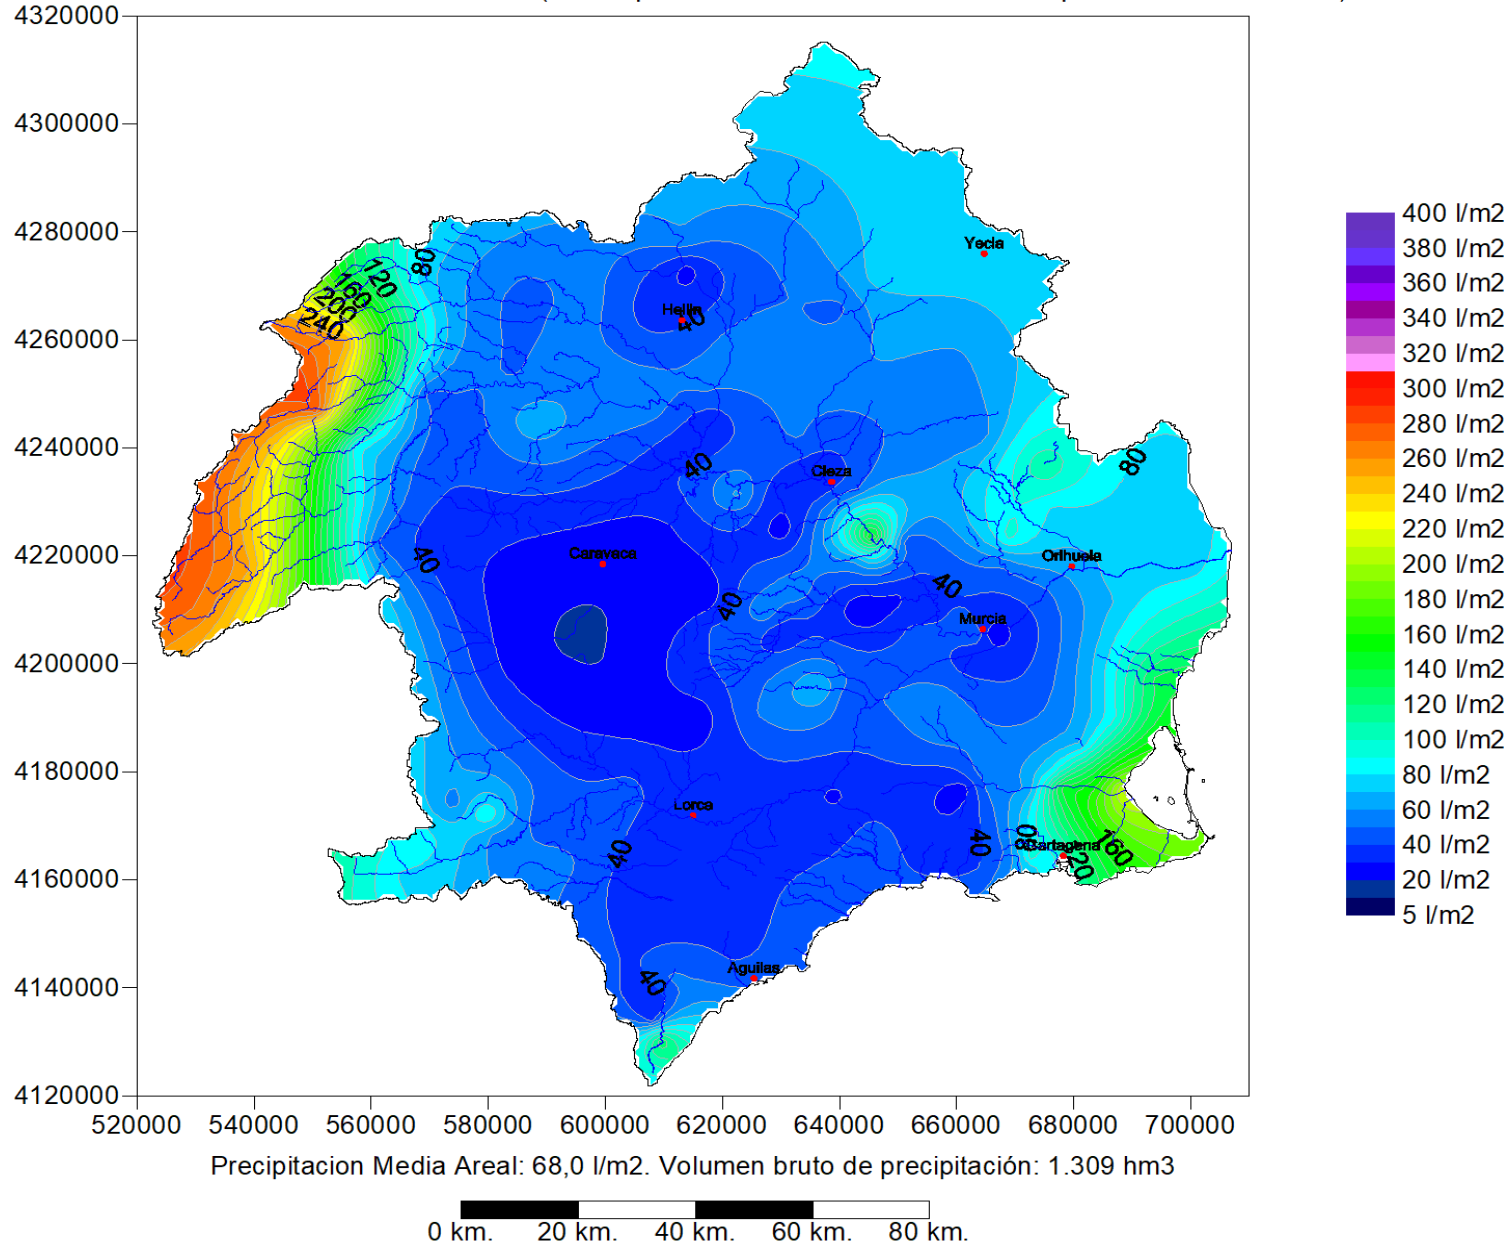 4320000
4300000
4280000
4260000
4240000
4220000
4200000
4180000
4160000
4140000
4120000
520000 540000 560000 580000 600000 620000 640000 660000 680000 700000
Yecla
80
120
160
200
240
Hellin
40
40
Cieza
80
40
Caravaca
Orihuela
40
40
Murcia
Lorca
40
40
80
Cartagena
160
120
Aguilas
40
400 l/m2
380 l/m2
360 l/m2
340 l/m2
320 l/m2
300 l/m2
280 l/m2
260 l/m2
240 l/m2
220 l/m2
200 l/m2
180 l/m2
160 l/m2
140 l/m2
120 l/m2
100 l/m2
80 l/m2
60 l/m2
40 l/m2
20 l/m2
5 l/m2
Precipitacion Media Areal: 68,0 l/m2. Volumen bruto de precipitación: 1.309 hm3
0 km. 20 km. 40 km. 60 km. 80 km.